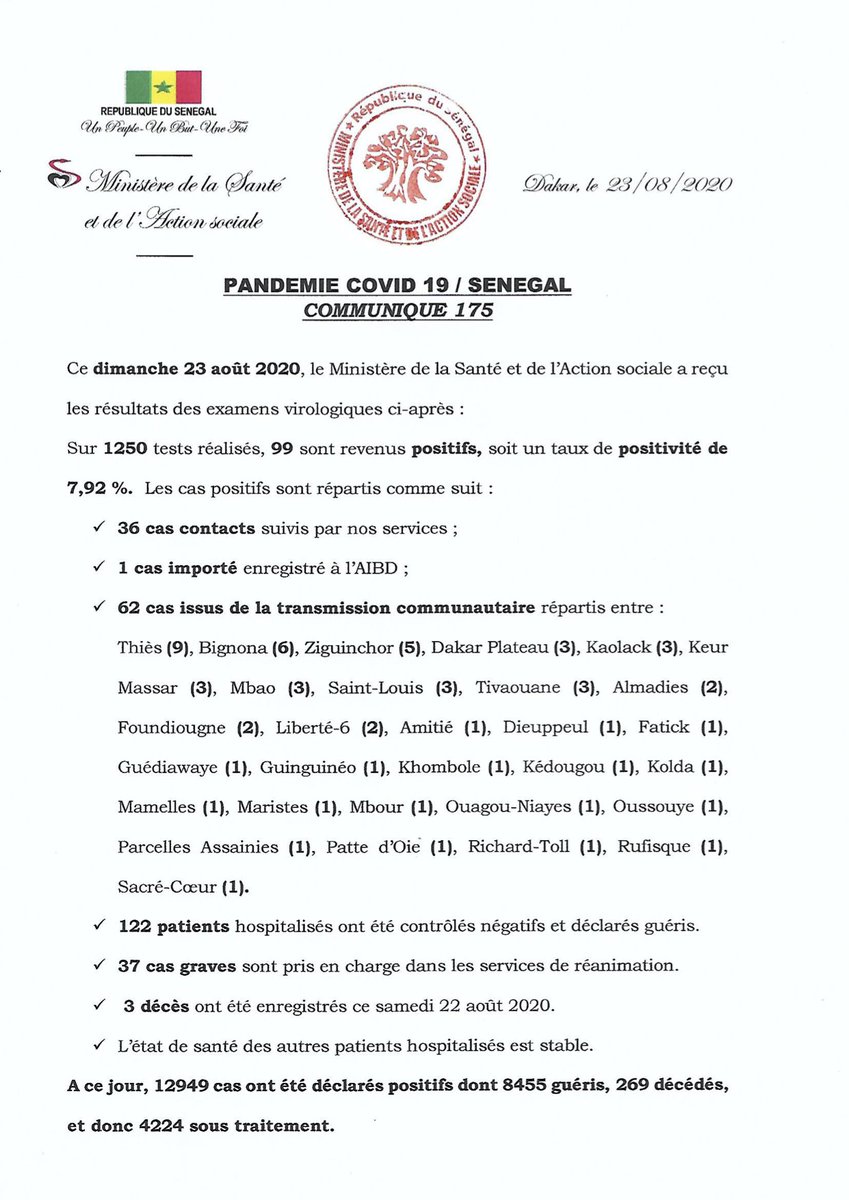 REPUBLIQUE DU SENEGAL
Un Peuple-Un But-Une Foi
Ministère de la Santé
et de l'Action sociale
République du Sénégal
MINISTÈRE DE LA SANTÉ ET DE L'ACTION SOCIALE
Dakar, le 23/08/2020
PANDEMIE COVID 19 / SENEGAL
COMMUNIQUE 175
Ce dimanche 23 août 2020, le Ministère de la Santé et de l'Action sociale a reçu
les résultats des examens virologiques ci-après :
Sur 1250 tests réalisés, 99 sont revenus positifs, soit un taux de positivité de
7,92 %. Les cas positifs sont répartis comme suit :
✓ 36 cas contacts suivis par nos services ;
✓ 1 cas importé enregistré à l'AIBD ;
✓ 62 cas issus de la transmission communautaire répartis entre :
Thiès (9), Bignona (6), Ziguinchor (5), Dakar Plateau (3), Kaolack (3), Keur
Massar (3), Mbao (3), Saint-Louis (3), Tivaouane (3), Almadies (2),
Foundiougne (2), Liberté-6 (2), Amitié (1), Dieuppeul (1), Fatick (1),
Guédiawaye (1), Guinguinéo (1), Khombole (1), Kédougou (1), Kolda (1),
Mamelles (1), Maristes (1), Mbour (1), Ouagou-Niayes (1), Oussouye (1),
Parcelles Assainies (1), Patte d'Oie (1), Richard-Toll (1), Rufisque (1),
Sacré-Cœur (1).
✓ 122 patients hospitalisés ont été contrôlés négatifs et déclarés guéris.
✓ 37 cas graves sont pris en charge dans les services de réanimation.
✓ 3 décès ont été enregistrés ce samedi 22 août 2020.
✓ L'état de santé des autres patients hospitalisés est stable.
A ce jour, 12949 cas ont été déclarés positifs dont 8455 guéris, 269 décédés,
et donc 4224 sous traitement.